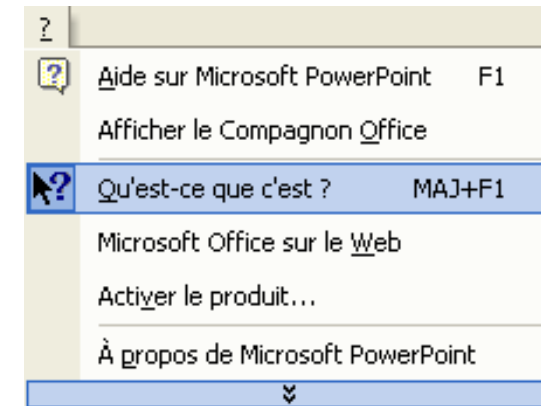 ?
Aide sur Microsoft PowerPoint F1
Afficher le Compagnon Office
Qu'est-ce que c'est ? MAJ+F1
Microsoft Office sur le Web
Activer le produit...
À propos de Microsoft PowerPoint